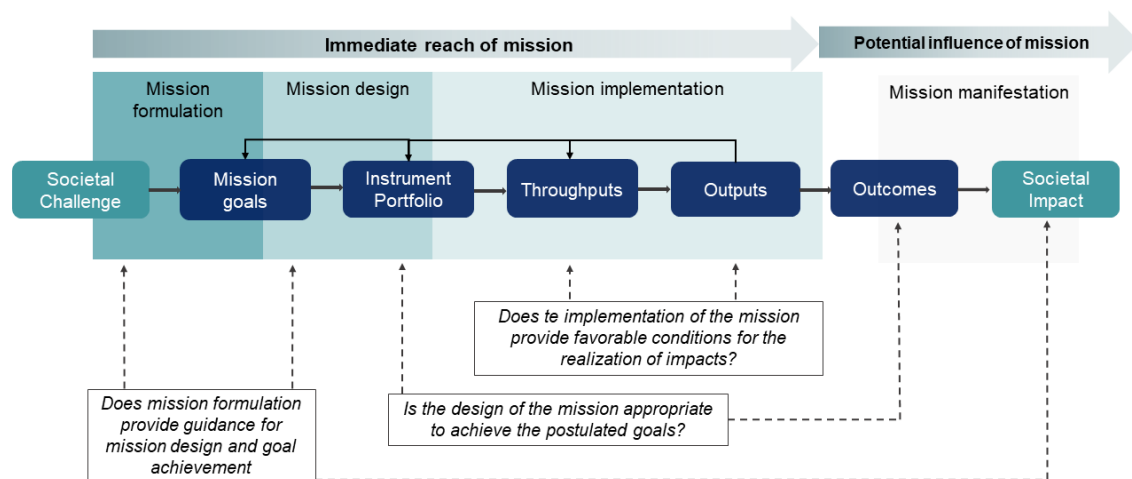 Immediate reach of mission
Potential influence of mission
Mission
formulation
Mission design
Mission implementation
Mission manifestation
Societal
Challenge
Mission
goals
Instrument
Portfolio
Throughputs
Outputs
Outcomes
Societal
Impact
Does te implementation of the mission
provide favorable conditions for the
realization of impacts?
Does mission formulation
provide guidance for
mission design and goal
achievement
Is the design of the mission appropriate
to achieve the postulated goals?